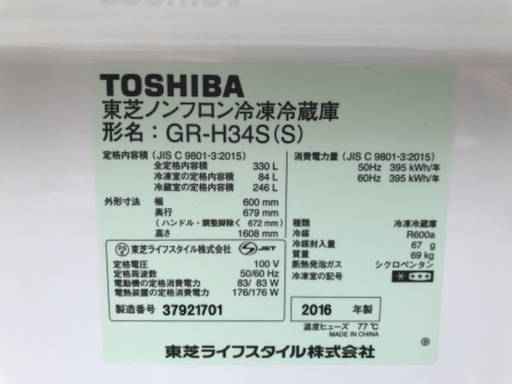 TOSHIBA
東芝ノンフロン冷凍冷蔵庫
形名：GR-H34S(S)
定格内容積（JIS C 9801-3:2015）
全定格内容積 330 L
冷凍室の定格内容積 84 L
冷蔵室の定格内容積 246 L
外形寸法 幅 600 mm
奥行 679 mm
（ハンドル・調整脚除く 672 mm）
高さ 1608 mm
消費電力量（JIS C 9801-3:2015）
50Hz 395 kWh/年
60Hz 395 kWh/年
種類 冷凍冷蔵庫
冷媒 R600a
冷媒封入量 67 g
質量 69 kg
断熱発泡ガス シクロペンタン
冷凍室の記号
PSE 東芝ライフスタイル株式会社 S JET
定格電圧 100 V
定格周波数 50/60 Hz
電動機の定格消費電力 83/ 83 W
電熱装置の定格消費電力 176/176 W
製造番号 37921701
2016 年製
温度ヒューズ 77℃
MADE IN CHINA
東芝ライフスタイル株式会社